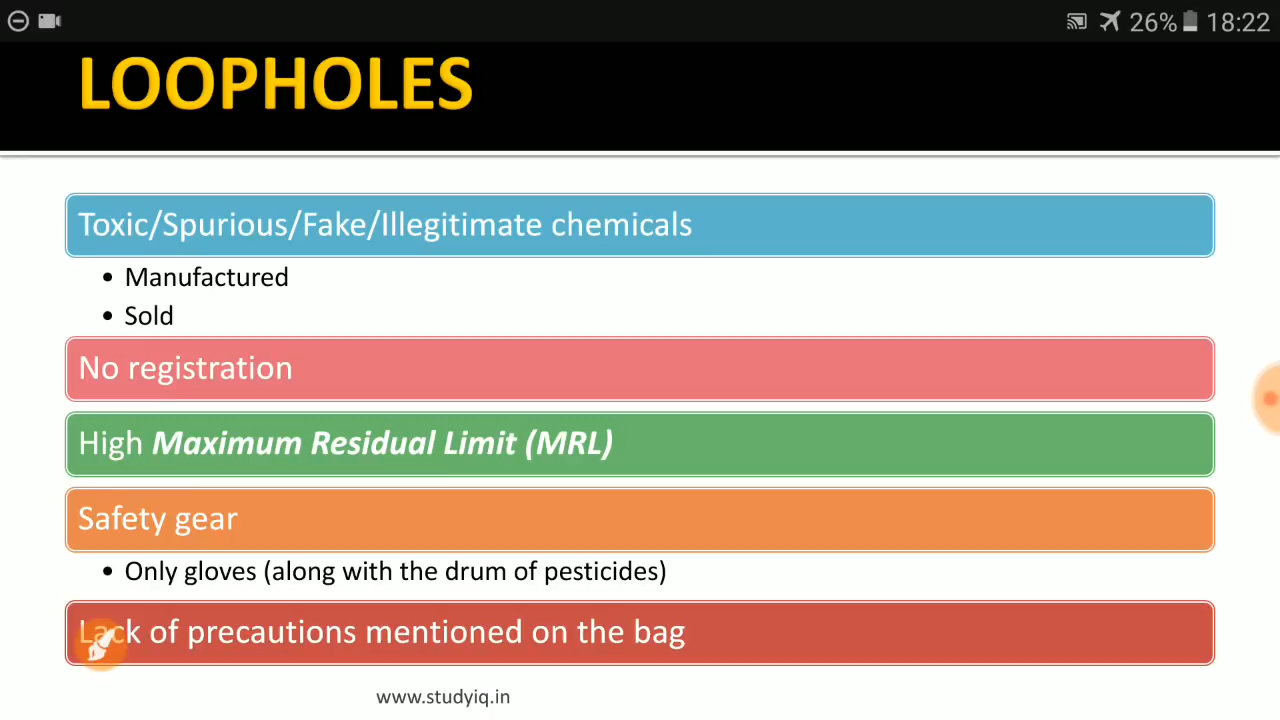 26% 18:22
LOOPHOLES
Toxic/Spurious/Fake/Illegitimate chemicals
• Manufactured
• Sold
No registration
High Maximum Residual Limit (MRL)
Safety gear
• Only gloves (along with the drum of pesticides)
Lack of precautions mentioned on the bag
www.studyiq.in